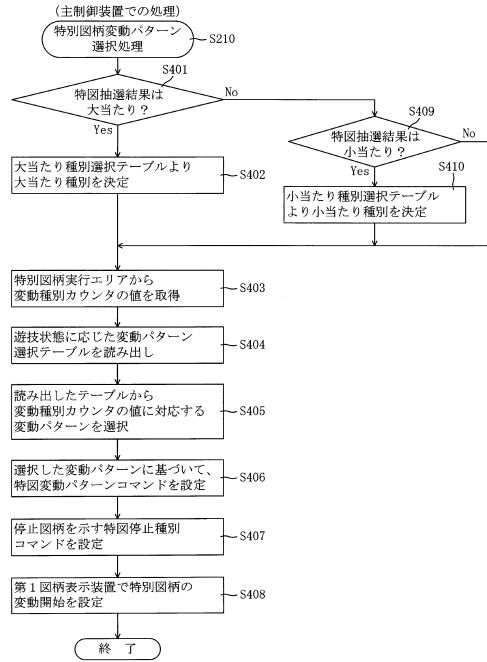 (主制御装置での処理)
特別図柄変動パターン
選択処理
S210
S401
特図抽選結果は
大当たり？
No
Yes
S409
特図抽選結果は
小当たり？
No
Yes
大当たり種別選択テーブルより
大当たり種別を決定
S402
S410
小当たり種別選択テーブル
より小当たり種別を決定
特別図柄実行エリアから
変動種別カウンタの値を取得
S403
遊技状態に応じた変動パターン
選択テーブルを読み出し
S404
読み出したテーブルから
変動種別カウンタの値に対応する
変動パターンを選択
S405
選択した変動パターンに基づいて、
特図変動パターンコマンドを設定
S406
停止図柄を示す特図停止種別
コマンドを設定
S407
第１図柄表示装置で特別図柄の
変動開始を設定
S408
終 了